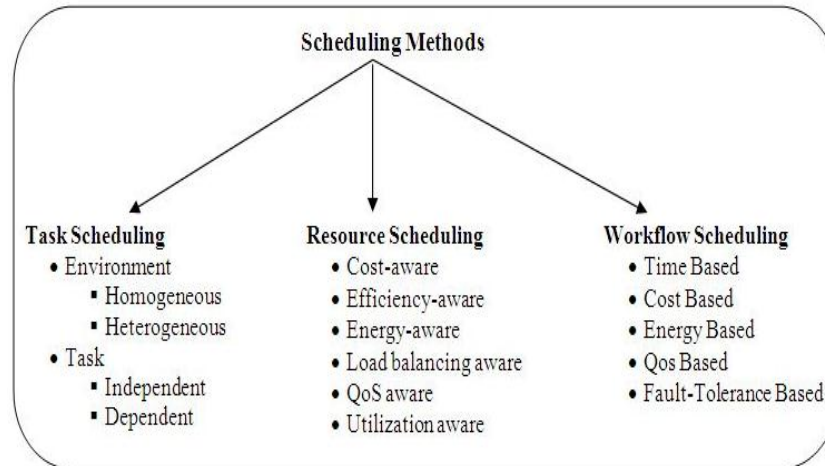 Scheduling Methods
Task Scheduling
• Environment
▪ Homogeneous
▪ Heterogeneous
• Task
▪ Independent
▪ Dependent
Resource Scheduling
• Cost-aware
• Efficiency-aware
• Energy-aware
• Load balancing aware
• QoS aware
• Utilization aware
Workflow Scheduling
• Time Based
• Cost Based
• Energy Based
• Qos Based
• Fault-Tolerance Based